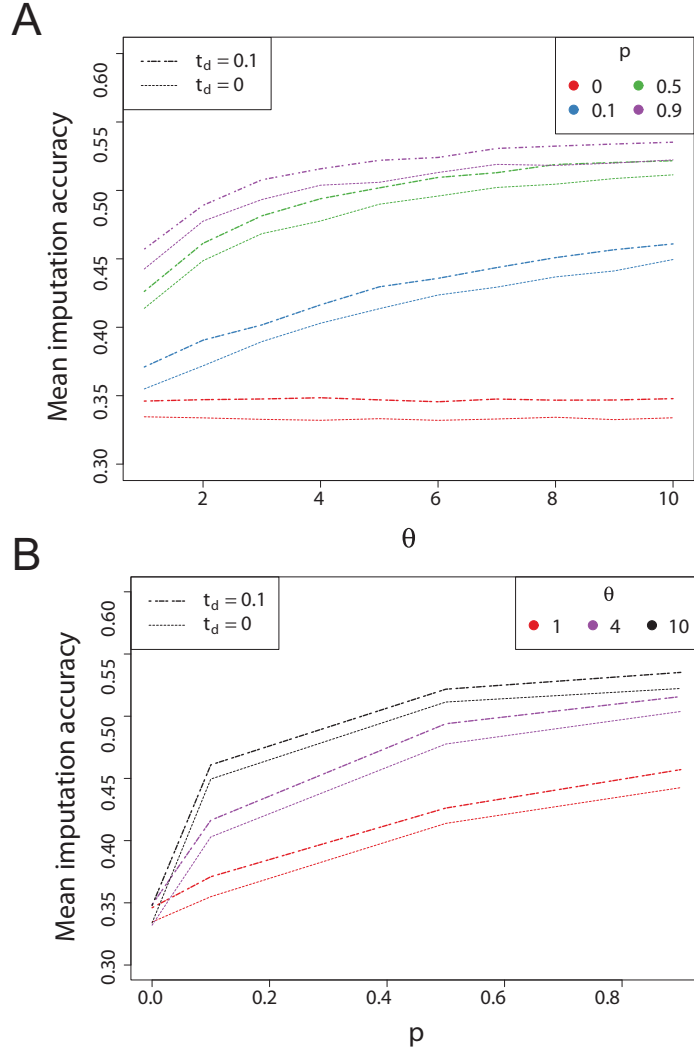 A
t_d = 0.1
t_d = 0
p
0 0.5
0.1 0.9
Mean imputation accuracy
0.60
0.55
0.50
0.45
0.40
0.35
0.30
2 4 6 8 10
θ
B
t_d = 0.1
t_d = 0
θ
1 4 10
Mean imputation accuracy
0.60
0.55
0.50
0.45
0.40
0.35
0.30
0.0 0.2 0.4 0.6 0.8
p